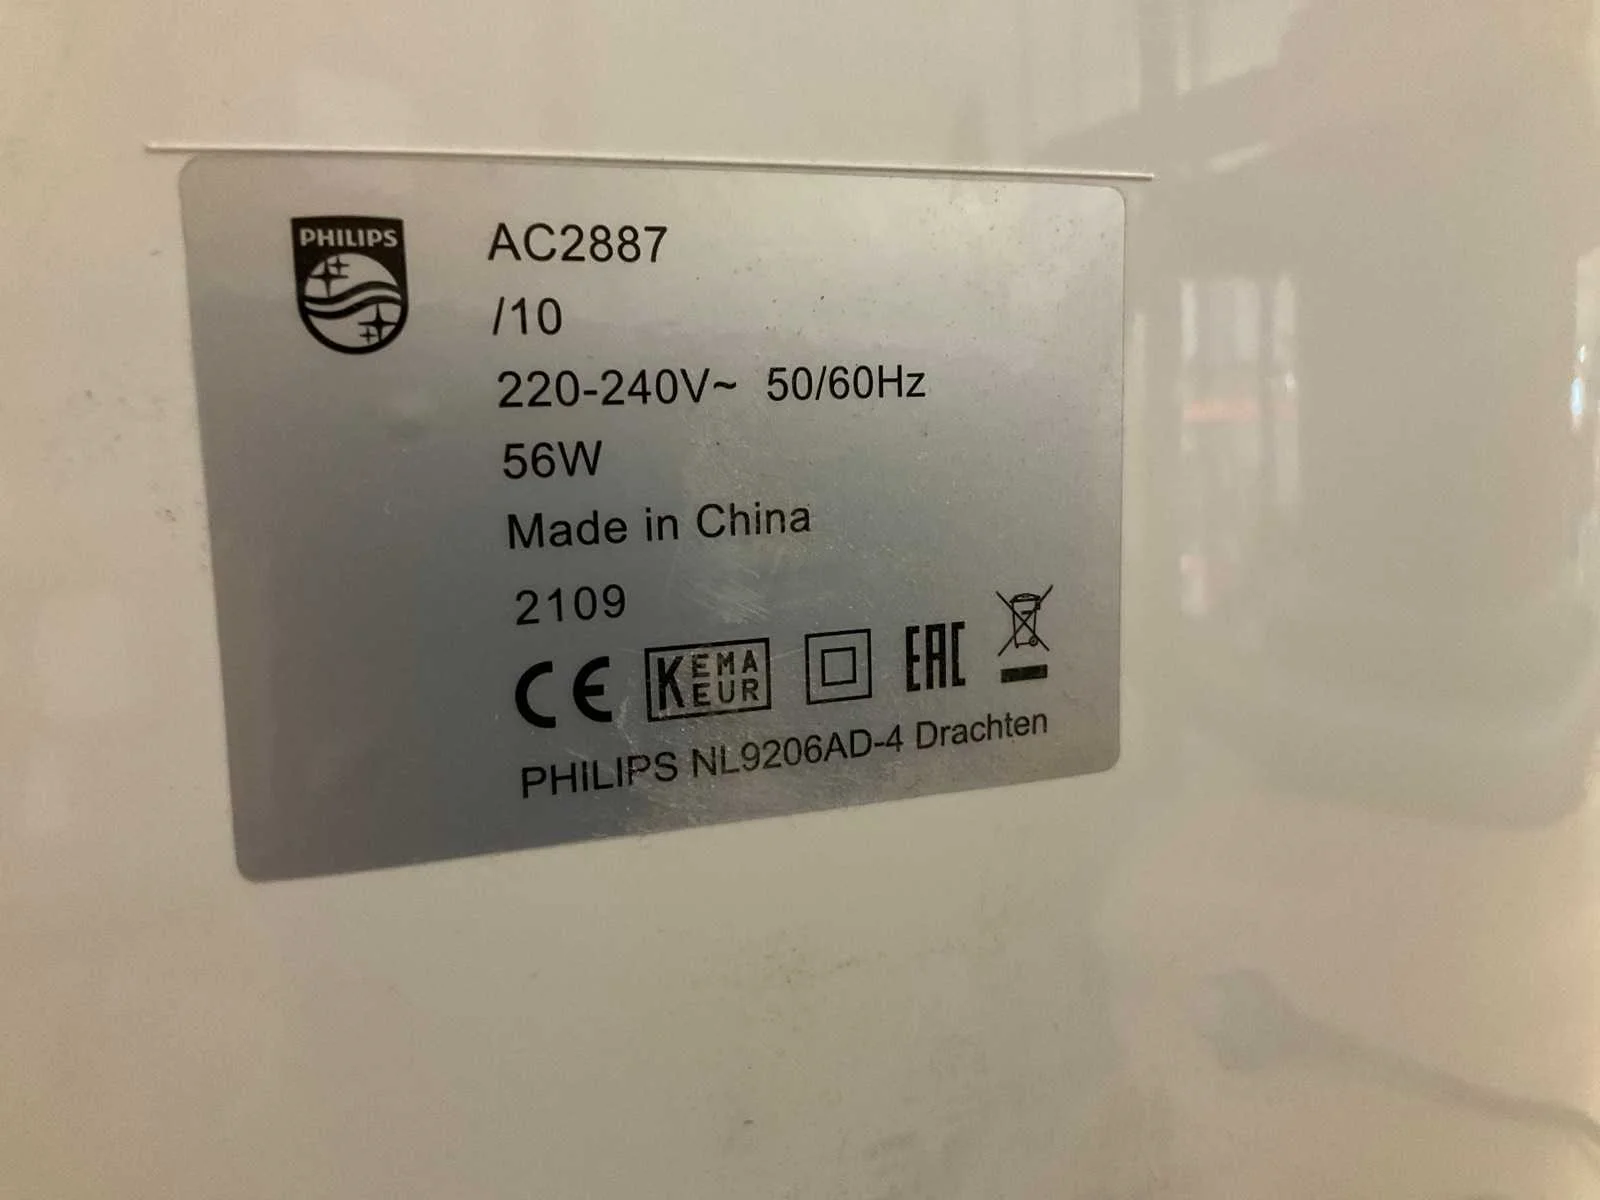 PHILIPS
AC2887
/10
220-240V~ 50/60Hz
56W
Made in China
2109
CE KEMA EUR EAC
PHILIPS NL9206AD-4 Drachten